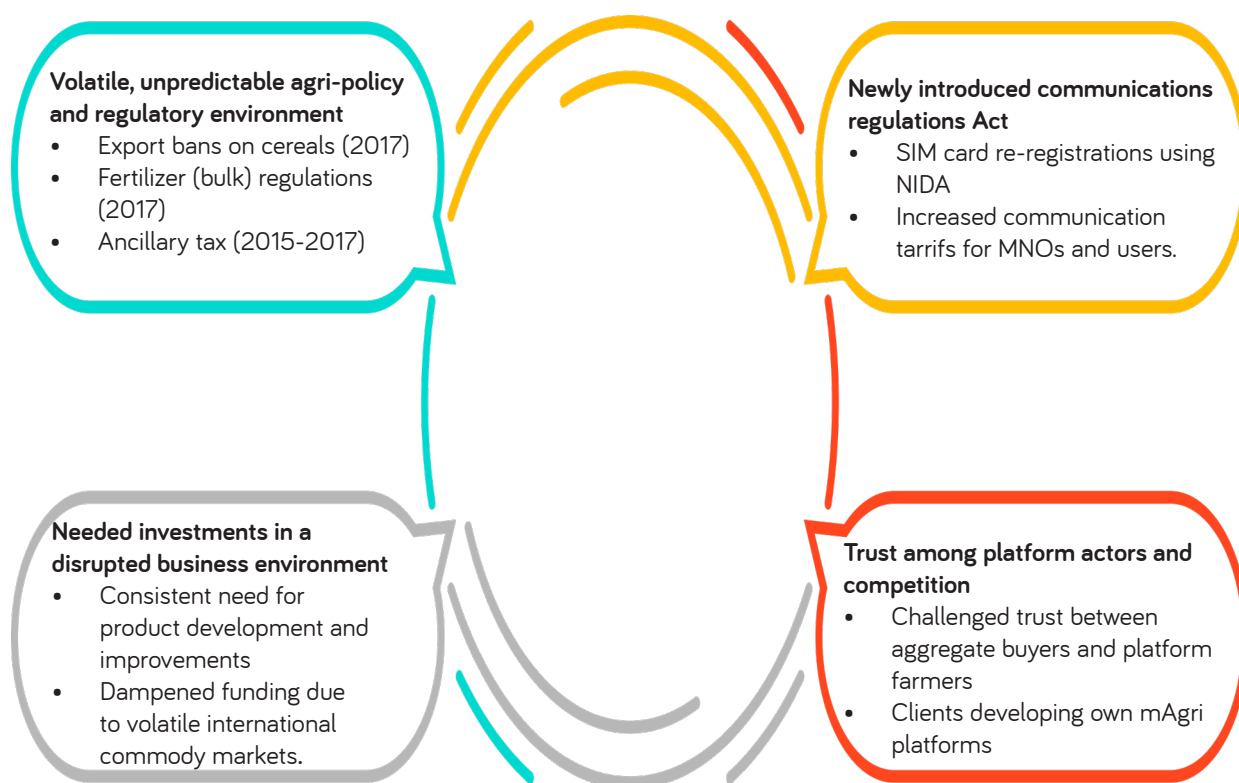 Volatile, unpredictable agri-policy
and regulatory environment
• Export bans on cereals (2017)
• Fertilizer (bulk) regulations
(2017)
• Ancillary tax (2015-2017)
Newly introduced communications
regulations Act
• SIM card re-registrations using
NIDA
• Increased communication
tarrifs for MNOs and users.
Needed investments in a
disrupted business environment
• Consistent need for
product development and
improvements
• Dampened funding due
to volatile international
commody markets.
Trust among platform actors and
competition
• Challenged trust between
aggregate buyers and platform
farmers
• Clients developing own mAgri
platforms